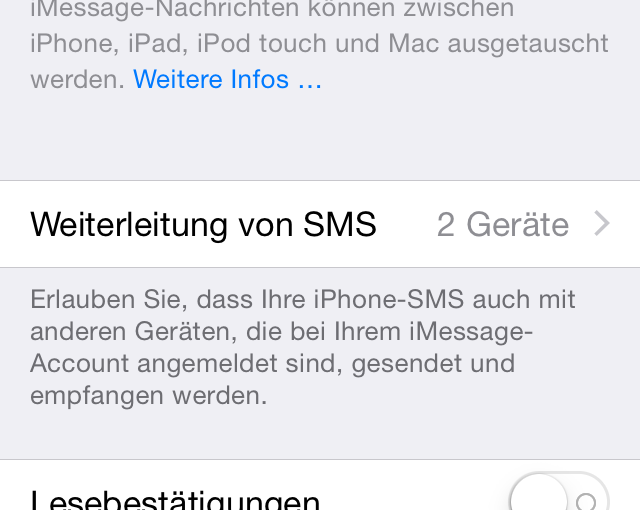 iMessage-Nachrichten können zwischen
iPhone, iPad, iPod touch und Mac ausgetauscht
werden. Weitere Infos …
Weiterleitung von SMS 2 Geräte
Erlauben Sie, dass Ihre iPhone-SMS auch mit
anderen Geräten, die bei Ihrem iMessage-
Account angemeldet sind, gesendet und
empfangen werden.
Lesebestätigungen